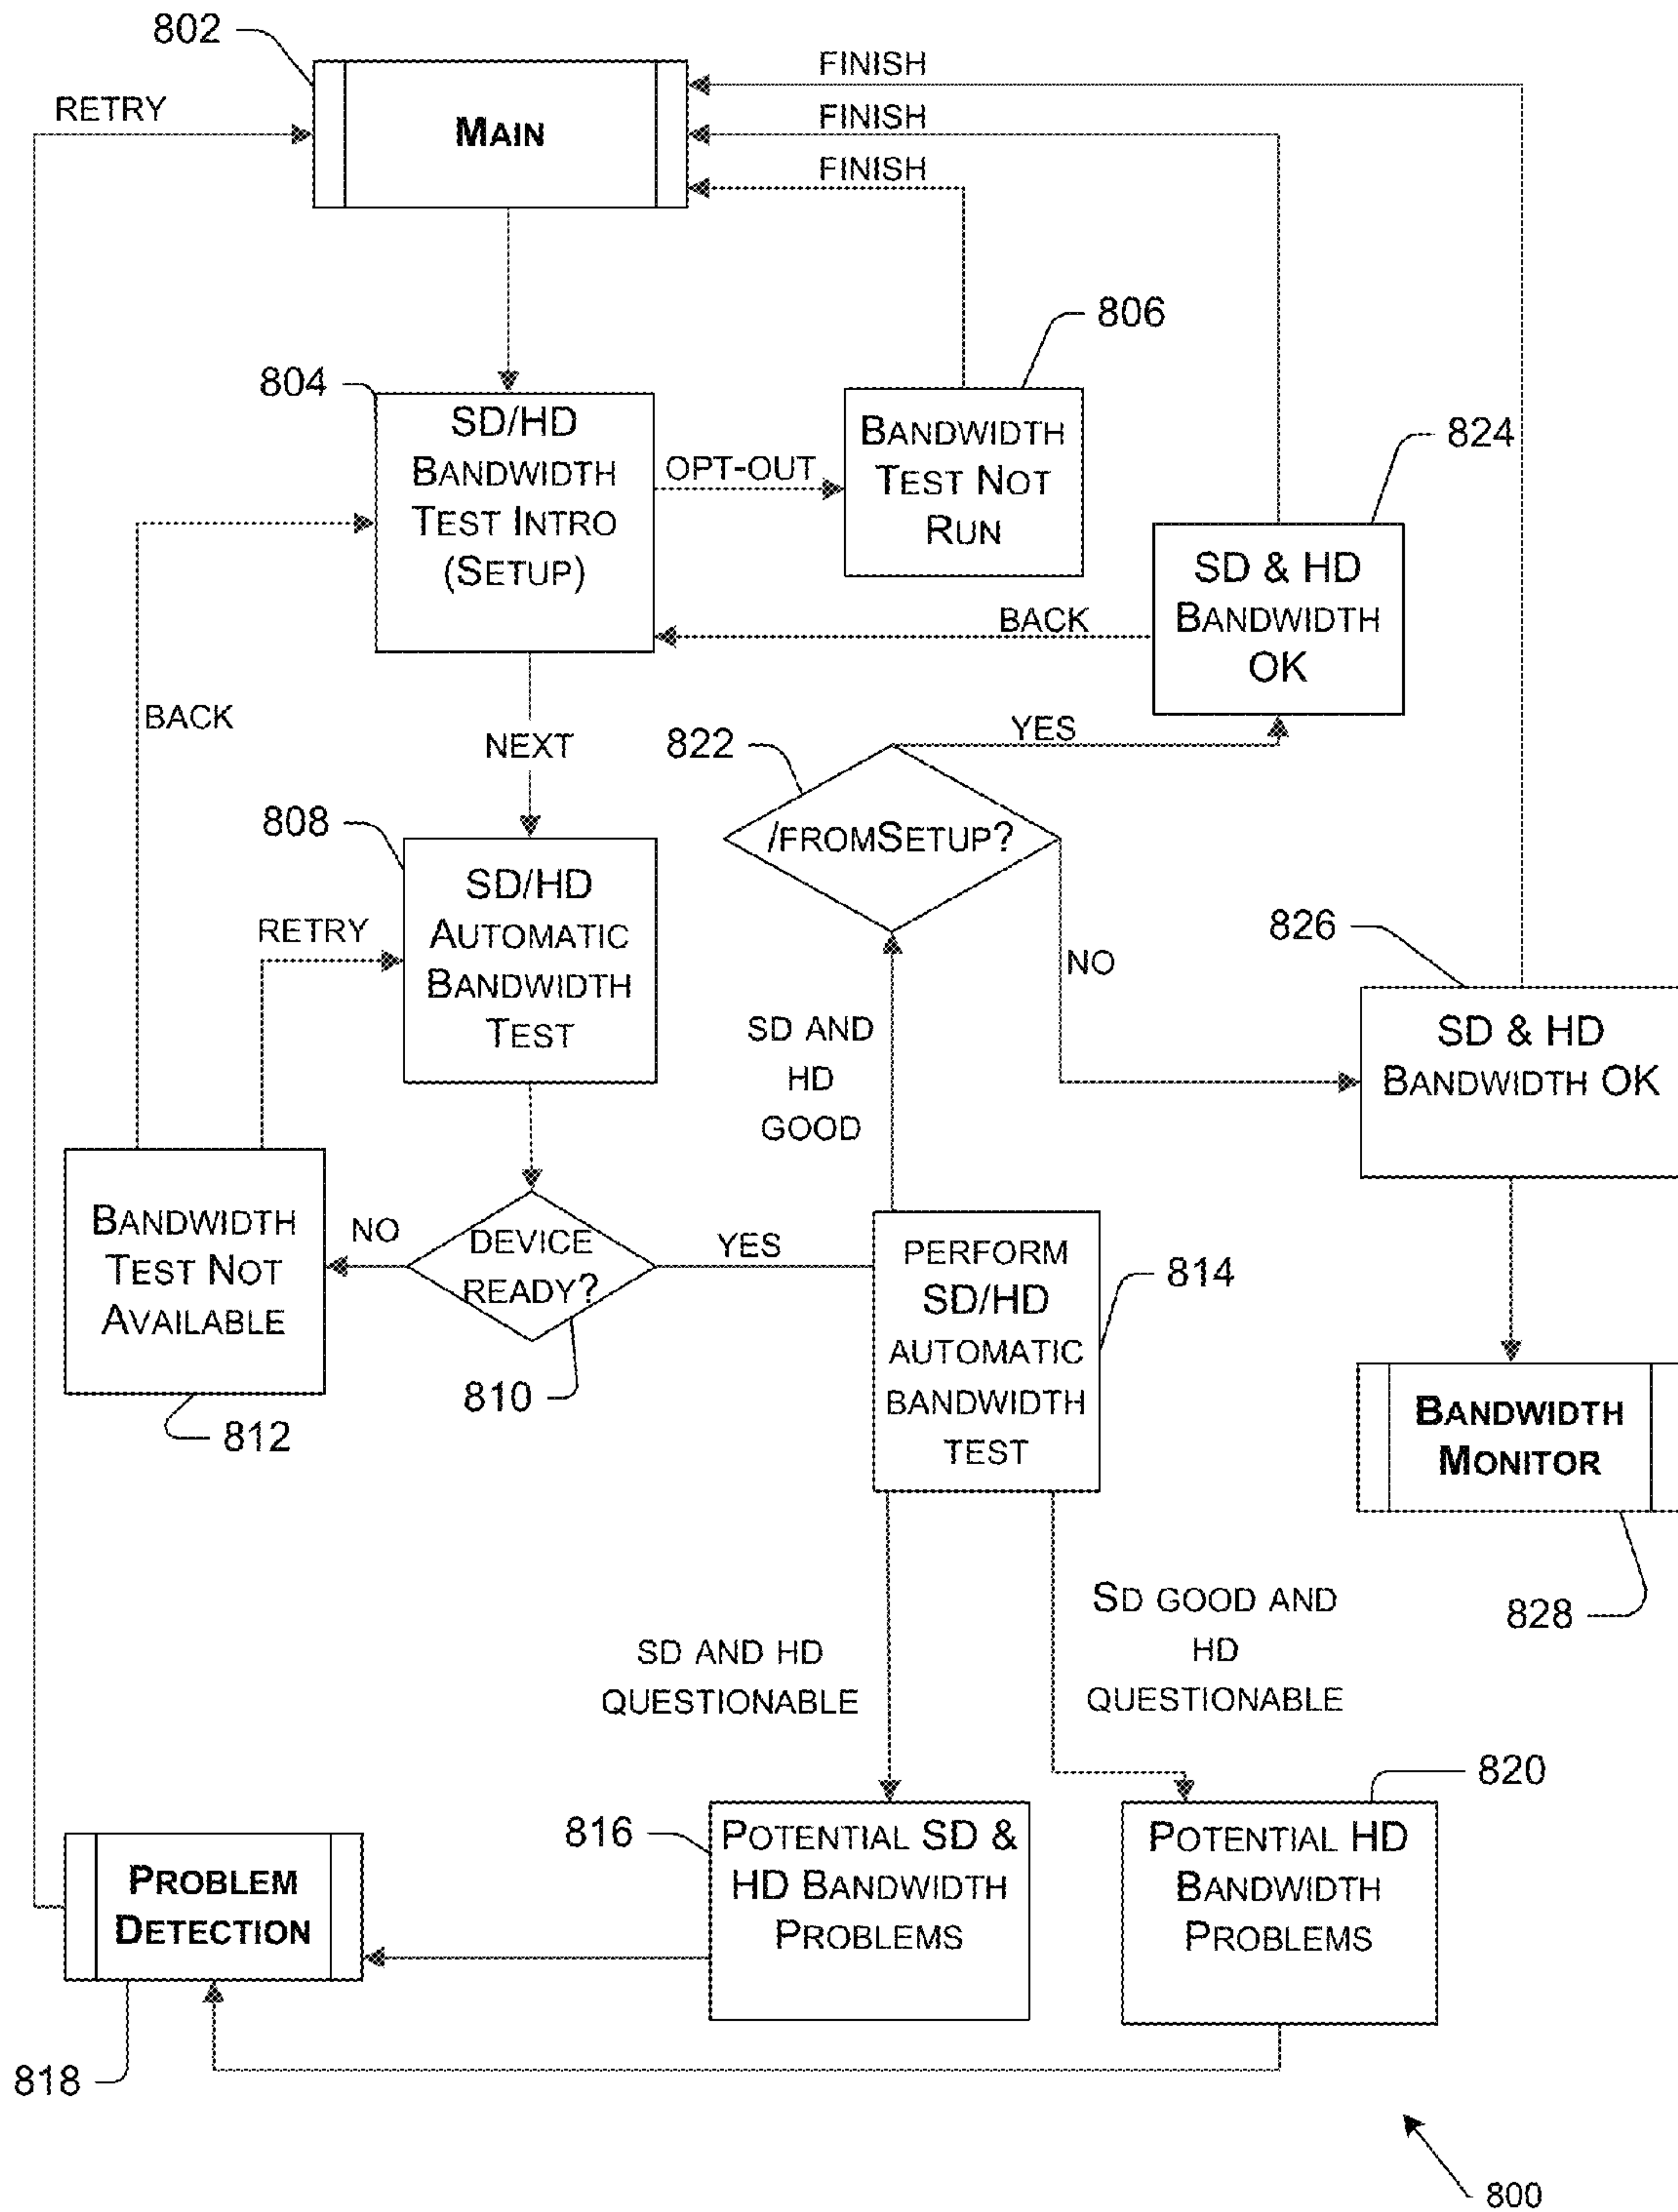 802
FINISH
RETRY
FINISH
MAIN
FINISH
806
804
SD/HD
BANDWIDTH
TEST INTRO
(SETUP)
OPT-OUT
BANDWIDTH
TEST NOT
RUN
824
SD & HD
BANDWIDTH
OK
BACK
BACK
NEXT
822
YES
/FROMSETUP?
NO
808
SD/HD
AUTOMATIC
BANDWIDTH
TEST
RETRY
826
SD & HD
BANDWIDTH OK
SD AND
HD
GOOD
BANDWIDTH
TEST NOT
AVAILABLE
812
NO
DEVICE
READY?
810
YES
PERFORM
SD/HD
AUTOMATIC
BANDWIDTH
TEST
814
BANDWIDTH
MONITOR
828
SD AND HD
QUESTIONABLE
SD GOOD AND
HD
QUESTIONABLE
820
816
POTENTIAL SD &
HD BANDWIDTH
PROBLEMS
POTENTIAL HD
BANDWIDTH
PROBLEMS
PROBLEM
DETECTION
818
800